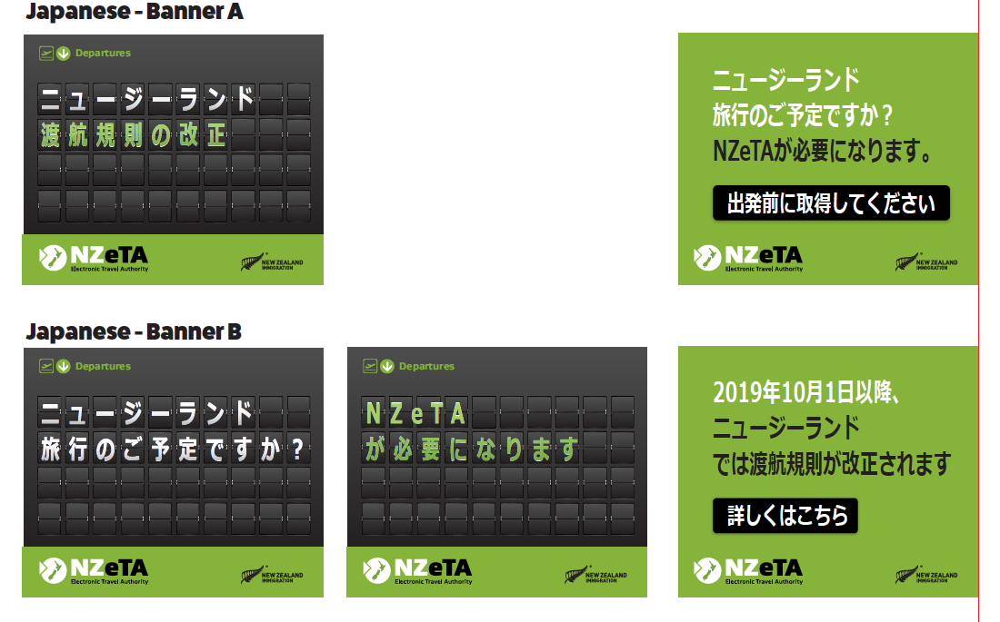 Japanese - Banner A
Departures
ニュージーランド
渡航規則の改正
NZeTA
Electronic Travel Authority
NEW ZEALAND
IMMIGRATION
ニュージーランド
旅行のご予定ですか？
NZeTAが必要になります。
出発前に取得してください
NZeTA
Electronic Travel Authority
NEW ZEALAND
IMMIGRATION
Japanese - Banner B
Departures
ニュージーランド
旅行のご予定ですか？
NZeTA
Electronic Travel Authority
NEW ZEALAND
IMMIGRATION
Departures
NZeTA
が必要になります
NZeTA
Electronic Travel Authority
NEW ZEALAND
IMMIGRATION
2019年10月1日以降、
ニュージーランド
では渡航規則が改正されます
詳しくはこちら
NZeTA
Electronic Travel Authority
NEW ZEALAND
IMMIGRATION